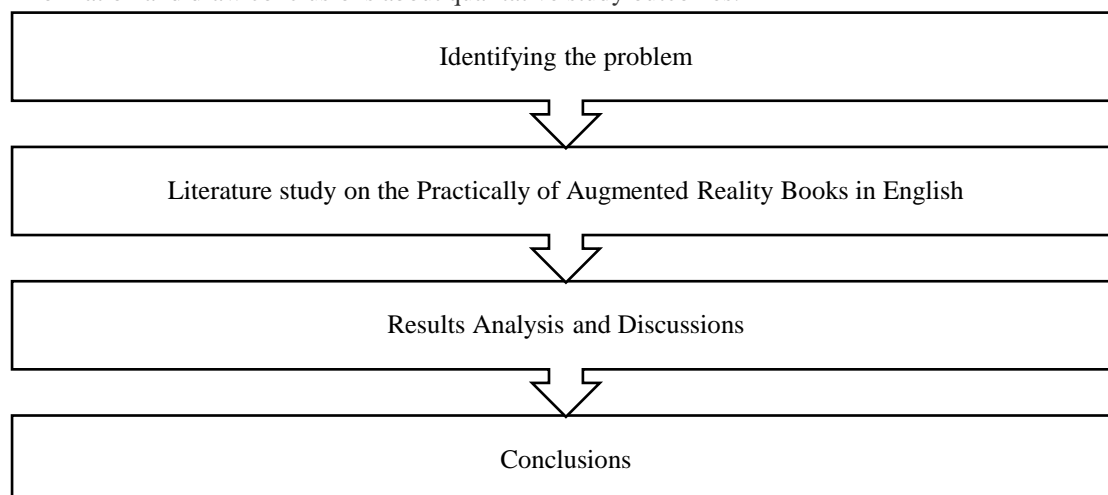 Identifying the problem
Literature study on the Practically of Augmented Reality Books in English
Results Analysis and Discussions
Conclusions